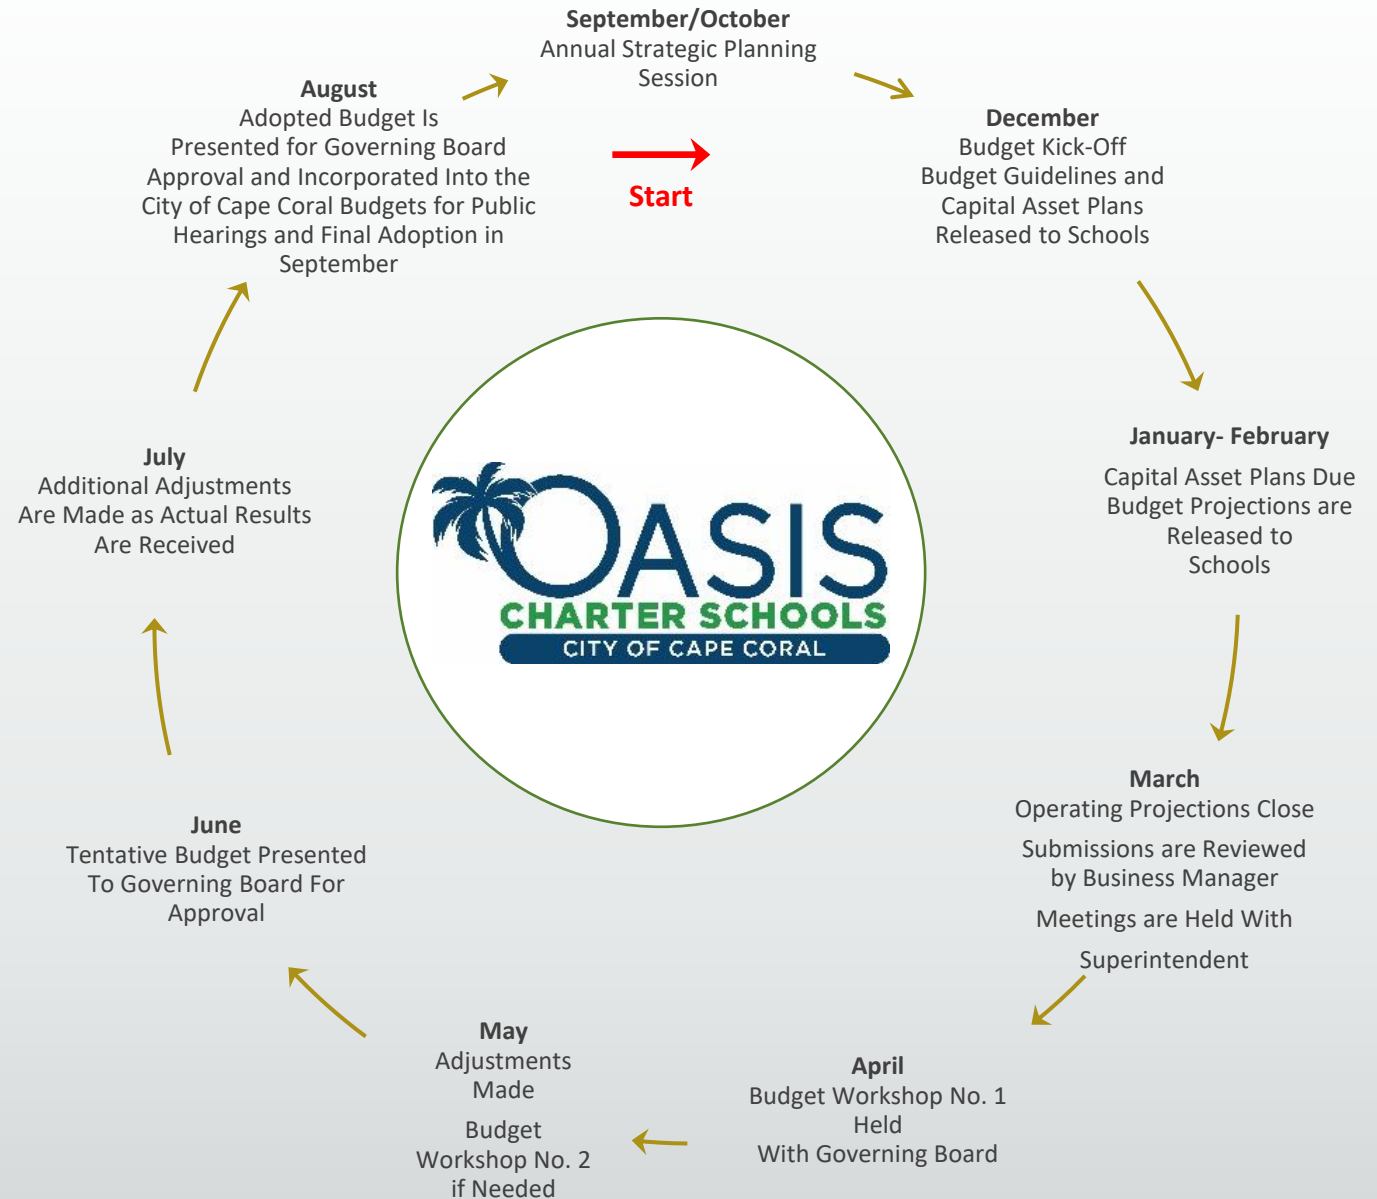 September/October
Annual Strategic Planning
Session
Start
December
Budget Kick-Off
Budget Guidelines and
Capital Asset Plans
Released to Schools
January- February
Capital Asset Plans Due
Budget Projections are
Released to
Schools
March
Operating Projections Close
Submissions are Reviewed
by Business Manager
Meetings are Held With
Superintendent
April
Budget Workshop No. 1
Held
With Governing Board
May
Adjustments
Made
Budget
Workshop No. 2
if Needed
June
Tentative Budget Presented
To Governing Board For
Approval
July
Additional Adjustments
Are Made as Actual Results
Are Received
August
Adopted Budget Is
Presented for Governing Board
Approval and Incorporated Into the
City of Cape Coral Budgets for Public
Hearings and Final Adoption in
September
OASIS
CHARTER SCHOOLS
CITY OF CAPE CORAL